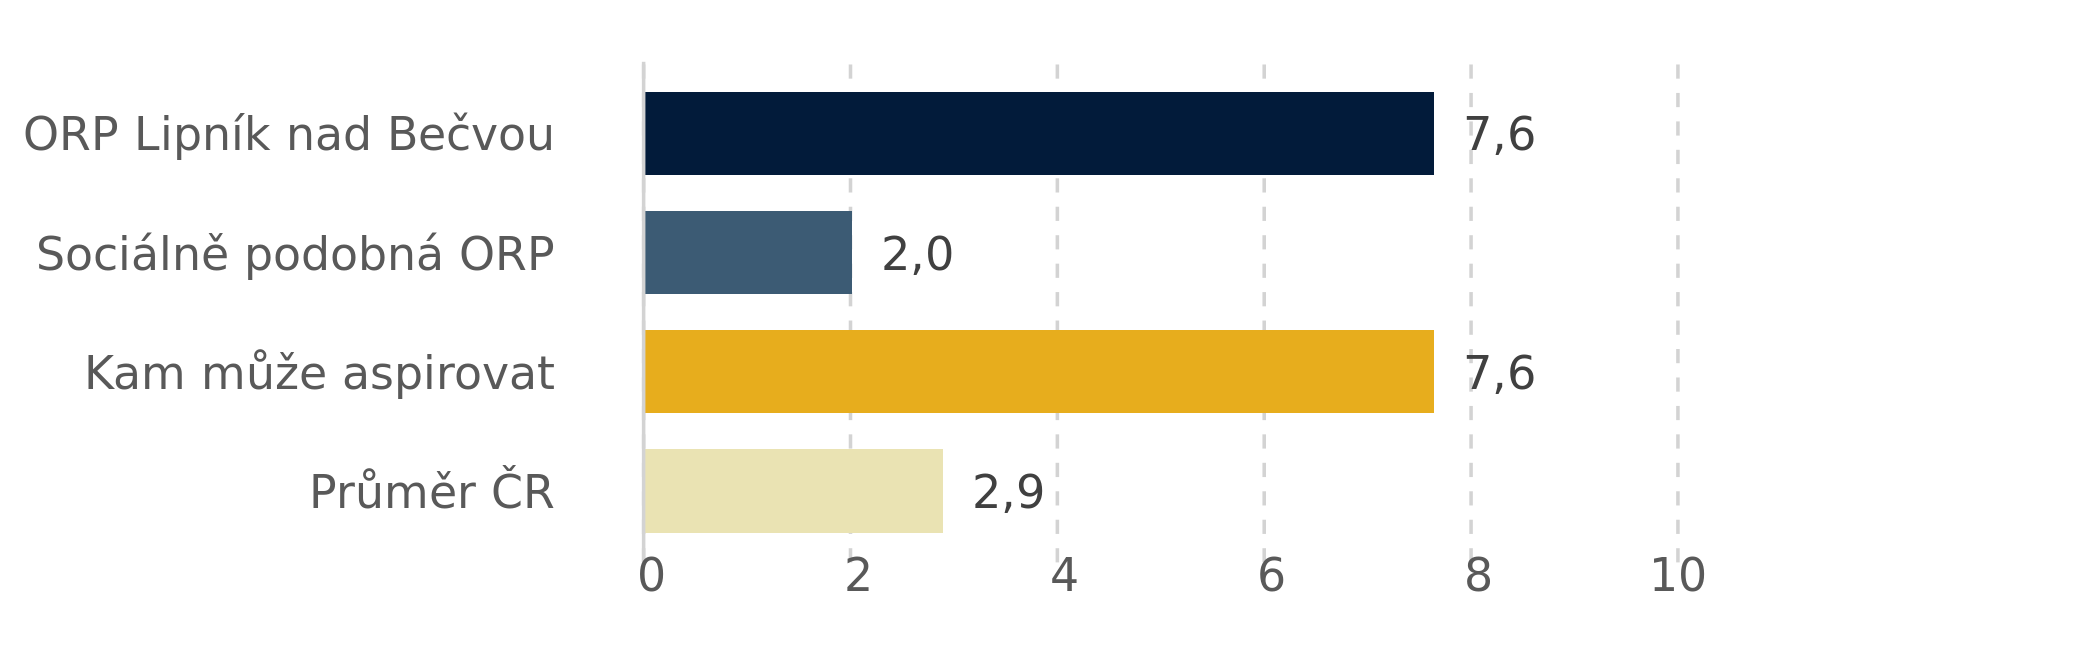 ORP Lipník nad Bečvou 7,6
Sociálně podobná ORP 2,0
Kam může aspirovat 7,6
Průměr ČR 2,9
0 2 4 6 8 10